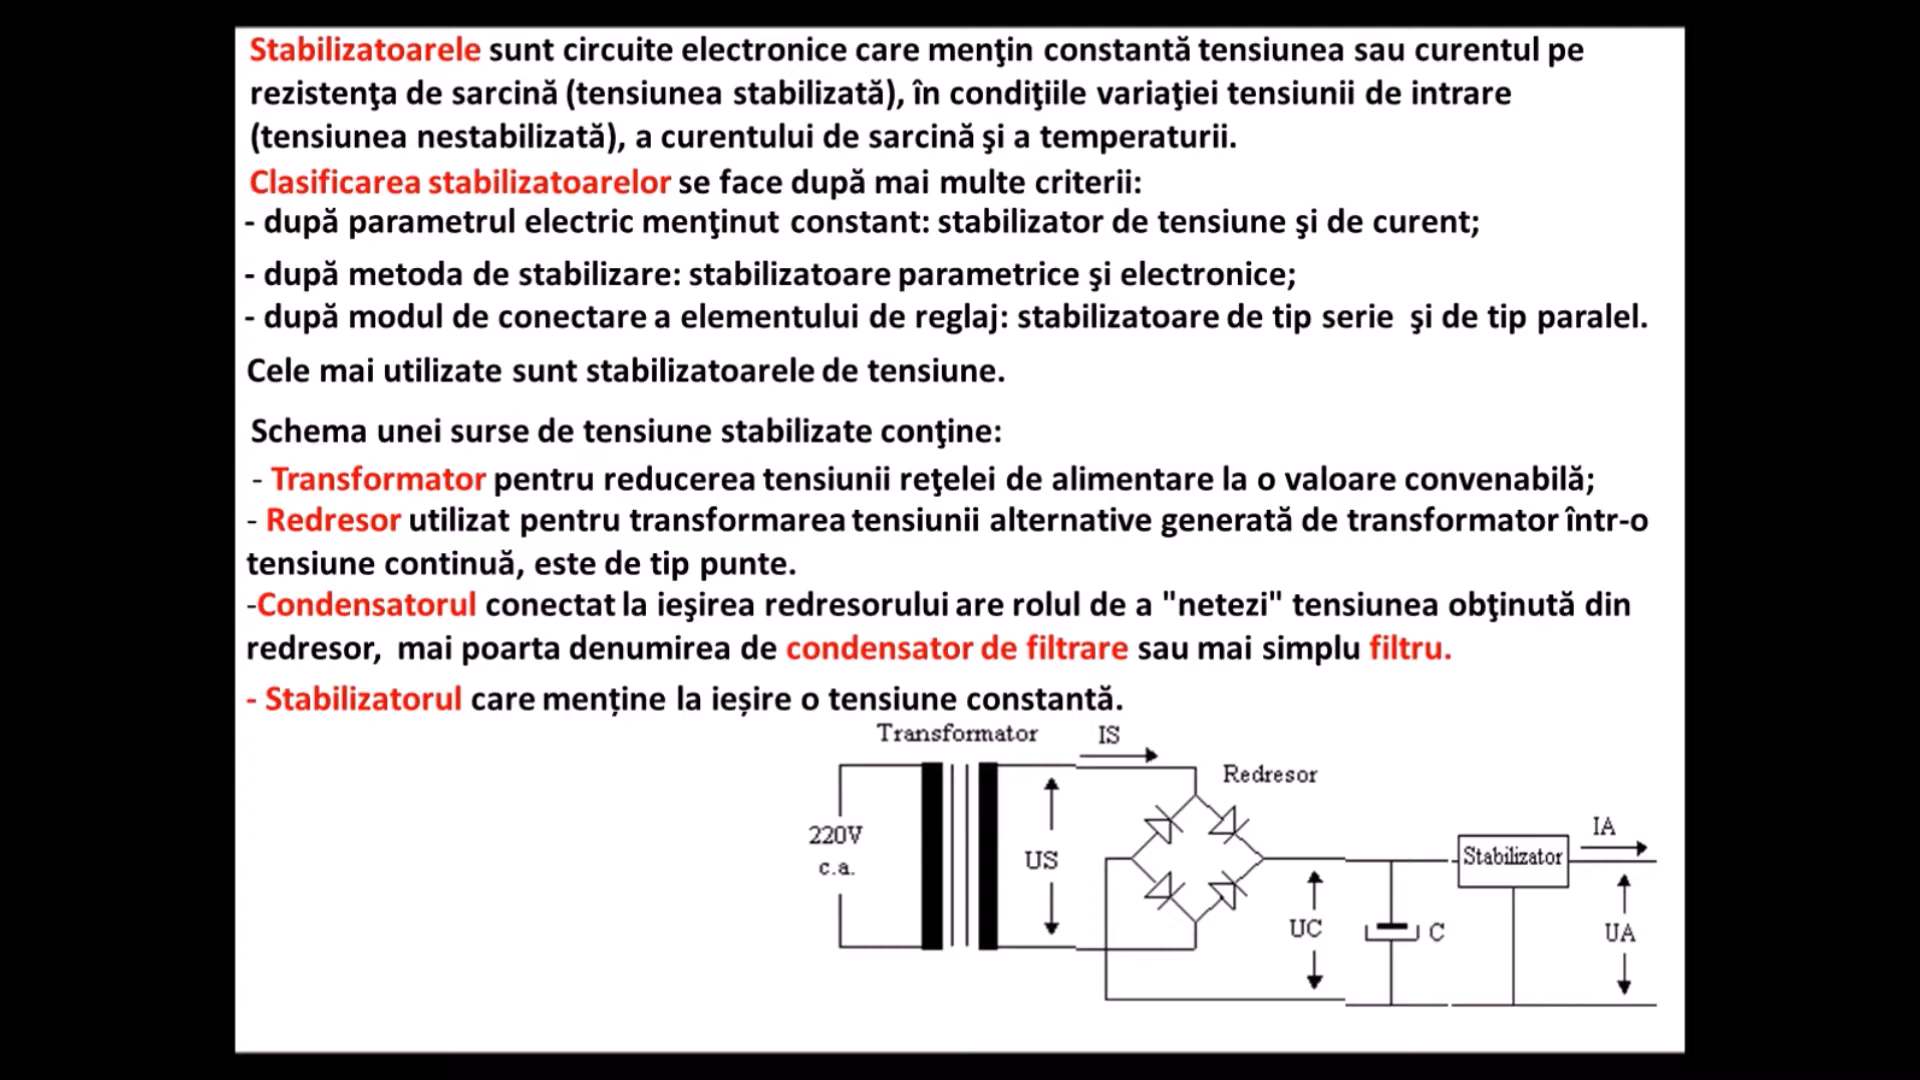 Stabilizatoarele sunt circuite electronice care menţin constantă tensiunea sau curentul pe
rezistenţa de sarcină (tensiunea stabilizată), în condiţiile variaţiei tensiunii de intrare
(tensiunea nestabilizată), a curentului de sarcină şi a temperaturii.
Clasificarea stabilizatoarelor se face după mai multe criterii:
- după parametrul electric menţinut constant: stabilizator de tensiune şi de curent;
- după metoda de stabilizare: stabilizatoare parametrice şi electronice;
- după modul de conectare a elementului de reglaj: stabilizatoare de tip serie şi de tip paralel.
Cele mai utilizate sunt stabilizatoarele de tensiune.
Schema unei surse de tensiune stabilizate conţine:
- Transformator pentru reducerea tensiunii reţelei de alimentare la o valoare convenabilă;
- Redresor utilizat pentru transformarea tensiunii alternative generată de transformator într-o
tensiune continuă, este de tip punte.
-Condensatorul conectat la ieşirea redresorului are rolul de a "netezi" tensiunea obţinută din
redresor, mai poarta denumirea de condensator de filtrare sau mai simplu filtru.
- Stabilizatorul care menține la ieșire o tensiune constantă.
Transformator
IS
Redresor
220V
c.a.
US
UC
C
Stabilizator
IA
UA